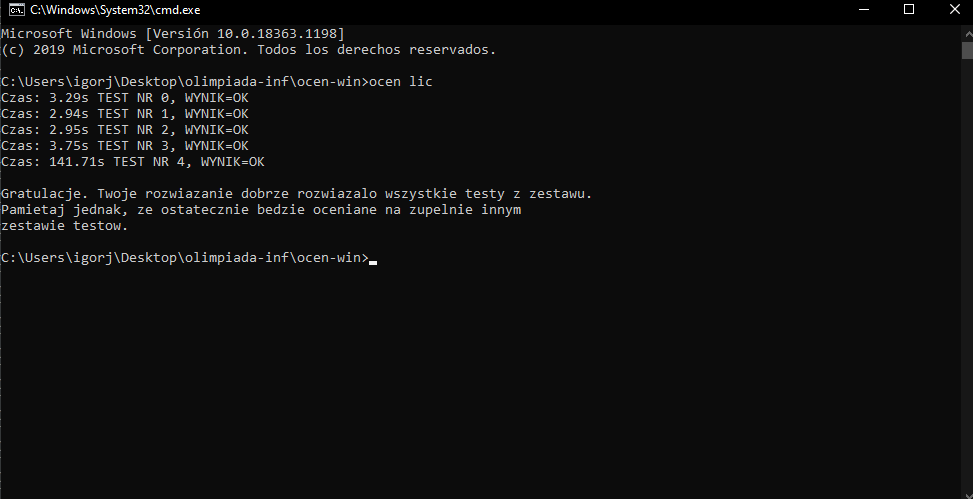 C:\Windows\System32\cmd.exe
Microsoft Windows [Versión 10.0.18363.1198]
(c) 2019 Microsoft Corporation. Todos los derechos reservados.
C:\Users\igorj\Desktop\olimpiada-inf\ocen-win>ocen lic
Czas: 3.29s TEST NR 0, WYNIK=OK
Czas: 2.94s TEST NR 1, WYNIK=OK
Czas: 2.95s TEST NR 2, WYNIK=OK
Czas: 3.75s TEST NR 3, WYNIK=OK
Czas: 141.71s TEST NR 4, WYNIK=OK
Gratulacje. Twoje rozwiazanie dobrze rozwiazalo wszystkie testy z zestawu.
Pamietaj jednak, ze ostatecznie bedzie oceniane na zupelnie innym
zestawie testow.
C:\Users\igorj\Desktop\olimpiada-inf\ocen-win>